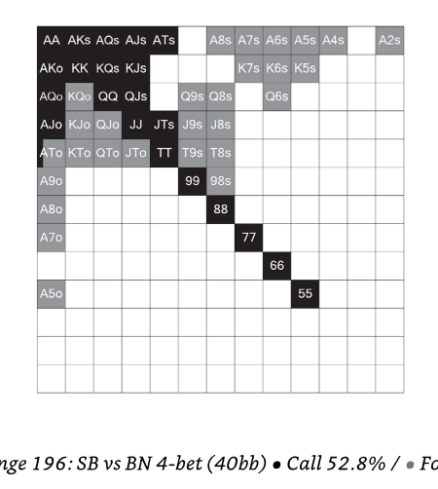 AA AKs AQs AJs ATs A8s A7s A6s A5s A4s A2s
AKo KK KQs KJs K7s K6s K5s
AQo KQo QQ QJs Q9s Q8s Q6s
AJo KJo QJo JJ JTs J9s J8s
ATo KTo QTo JTo TT T9s T8s
A9o 99 98s
A8o 88
A7o 77
66
A5o 55
nge 196: SB vs BN 4-bet (40bb) • Call 52.8% / • Fo